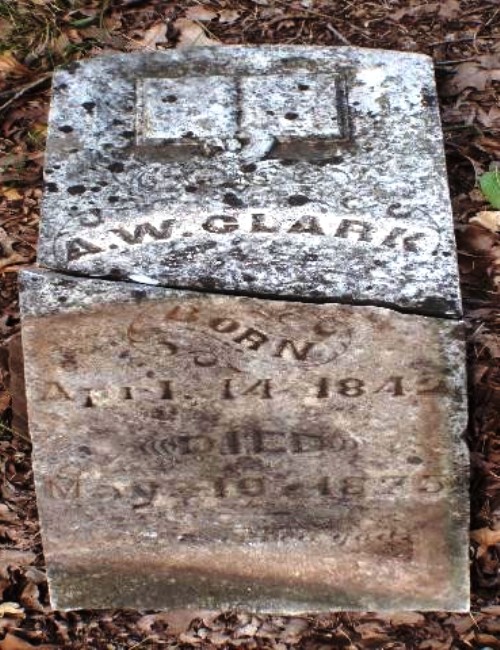 A.W. CLARK
BORN
April. 14. 1842
DIED
May. 19. 1875